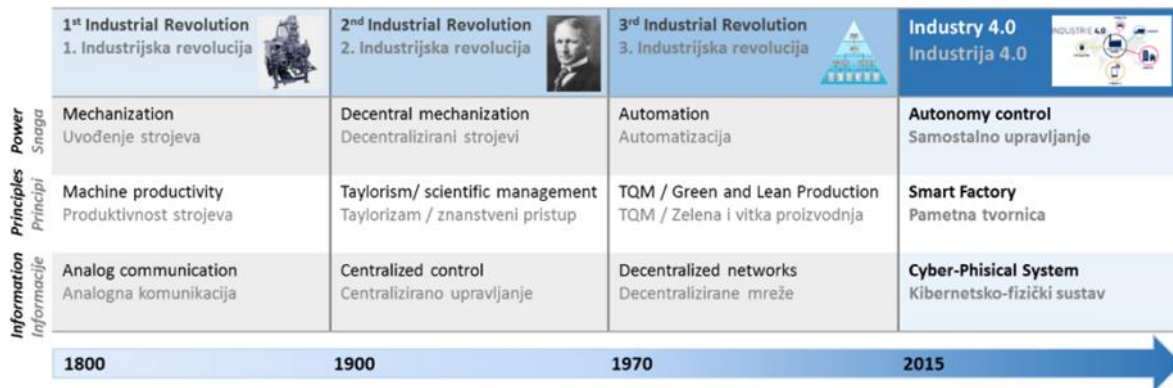 1st Industrial Revolution
1. Industrijska revolucija
2nd Industrial Revolution
2. Industrijska revolucija
3rd Industrial Revolution
3. Industrijska revolucija
Industry 4.0
Industrija 4.0
INDUSTRIE 4.0
Power
Snaga
Mechanization
Uvođenje strojeva
Decentral mechanization
Decentralizirani strojevi
Automation
Automatizacija
Autonomy control
Samostalno upravljanje
Principles
Principi
Machine productivity
Produktivnost strojeva
Taylorism/ scientific management
Taylorizam / znanstveni pristup
TQM / Green and Lean Production
TQM / Zelena i vitka proizvodnja
Smart Factory
Pametna tvornica
Information
Informacije
Analog communication
Analogna komunikacija
Centralized control
Centralizirano upravljanje
Decentralized networks
Decentralizirane mreže
Cyber-Phisical System
Kibernetsko-fizički sustav
1800
1900
1970
2015